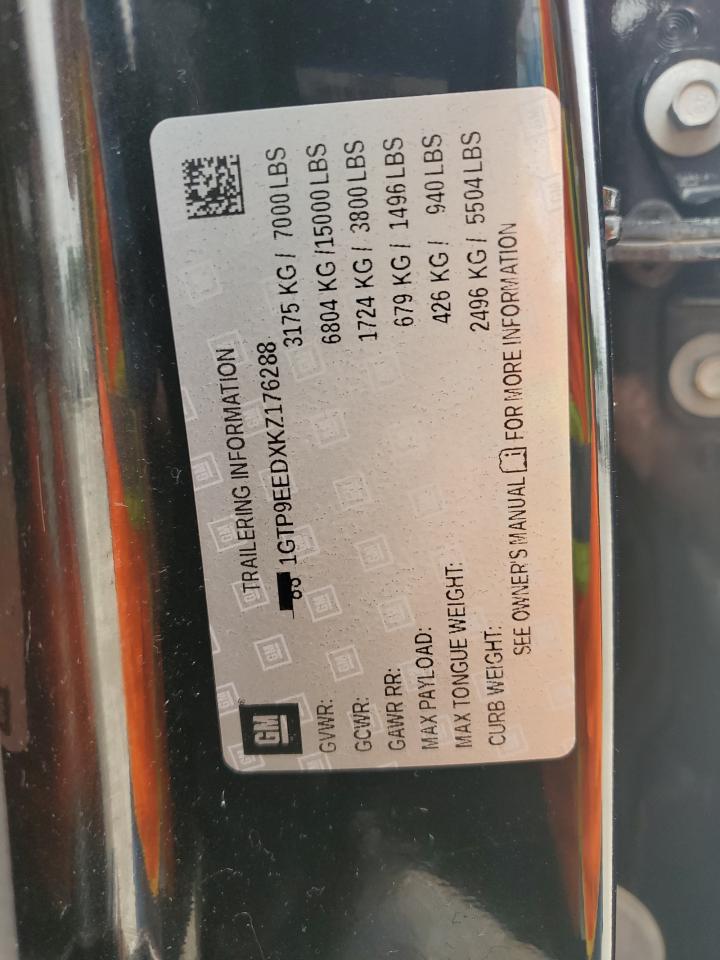 GM
TRAILERING INFORMATION
1GTP9EEDXKZ176288
GVWR: 3175 KG / 7000 LBS
GCWR: 6804 KG /15000 LBS
GAWR RR: 1724 KG / 3800 LBS
MAX PAYLOAD: 679 KG / 1496 LBS
MAX TONGUE WEIGHT: 426 KG / 940 LBS
CURB WEIGHT: 2496 KG / 5504 LBS
SEE OWNER'S MANUAL FOR MORE INFORMATION